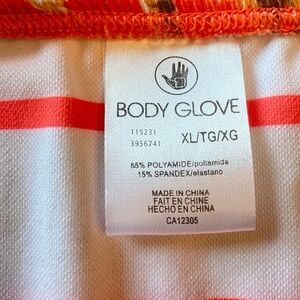 BODY GLOVE
115231
3956741
XL/TG/XG
85% POLYAMIDE/poliamida
15% SPANDEX/elastano
MADE IN CHINA
FAIT EN CHINE
HECHO EN CHINA
CA12305